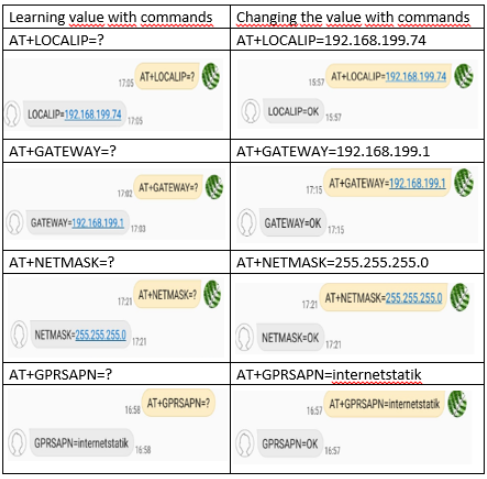 Learning value with commands
Changing the value with commands
AT+LOCALIP=?
AT+LOCALIP=192.168.199.74
17:05 AT+LOCALIP=?
LOCALIP=192.168.199.74 17:05
15:57 AT+LOCALIP=192.168.199.74
LOCALIP=OK 15:57
AT+GATEWAY=?
AT+GATEWAY=192.168.199.1
17:02 AT+GATEWAY=?
GATEWAY=192.168.199.1 17:03
17:15 AT+GATEWAY=192.168.199.1
GATEWAY=OK 17:15
AT+NETMASK=?
AT+NETMASK=255.255.255.0
17:21 AT+NETMASK=?
NETMASK=255.255.255.0 17:21
17:21 AT+NETMASK=255.255.255.0
NETMASK=OK 17:21
AT+GPRSAPN=?
AT+GPRSAPN=internetstatik
16:58 AT+GPRSAPN=?
GPRSAPN=internetstatik 16:58
16:57 AT+GPRSAPN=internetstatik
GPRSAPN=OK 16:57